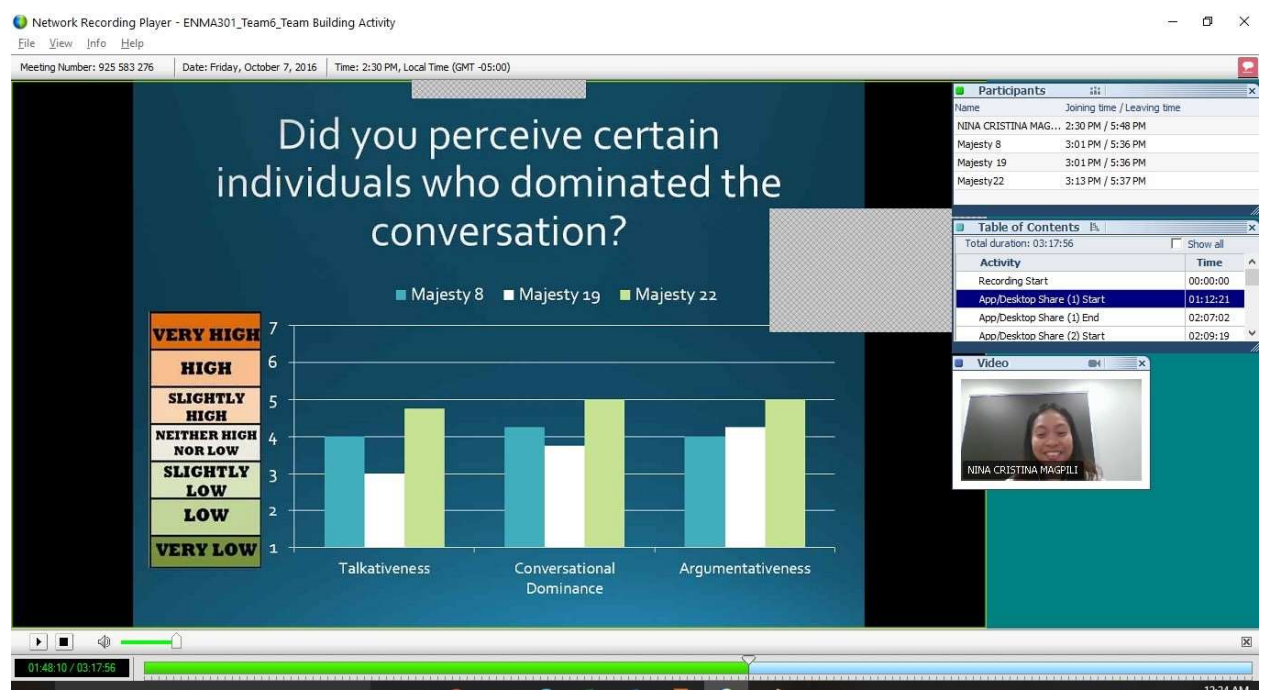 Network Recording Player - ENMA301_Team6_Team Building Activity
File View Info Help
Meeting Number: 925 583 276 Date: Friday, October 7, 2016 Time: 2:30 PM, Local Time (GMT -05:00)
Did you perceive certain
individuals who dominated the
conversation?
Majesty 8 Majesty 19 Majesty 22
VERY HIGH
HIGH
SLIGHTLY
HIGH
NEITHER HIGH
NOR LOW
SLIGHTLY
LOW
LOW
VERY LOW
7
6
5
4
3
2
1
Talkativeness
Conversational
Dominance
Argumentativeness
Participants
Name Joining time / Leaving time
NINA CRISTINA MAG... 2:30 PM / 5:48 PM
Majesty 8 3:01 PM / 5:36 PM
Majesty 19 3:01 PM / 5:36 PM
Majesty22 3:13 PM / 5:37 PM
Table of Contents
Total duration: 03:17:56 Show all
Activity Time
Recording Start 00:00:00
App/Desktop Share (1) Start 01:12:21
App/Desktop Share (1) End 02:07:02
App/Desktop Share (2) Start 02:09:19
Video
NINA CRISTINA MAGPILI
01:48:10 / 03:17:56
12:24 AM